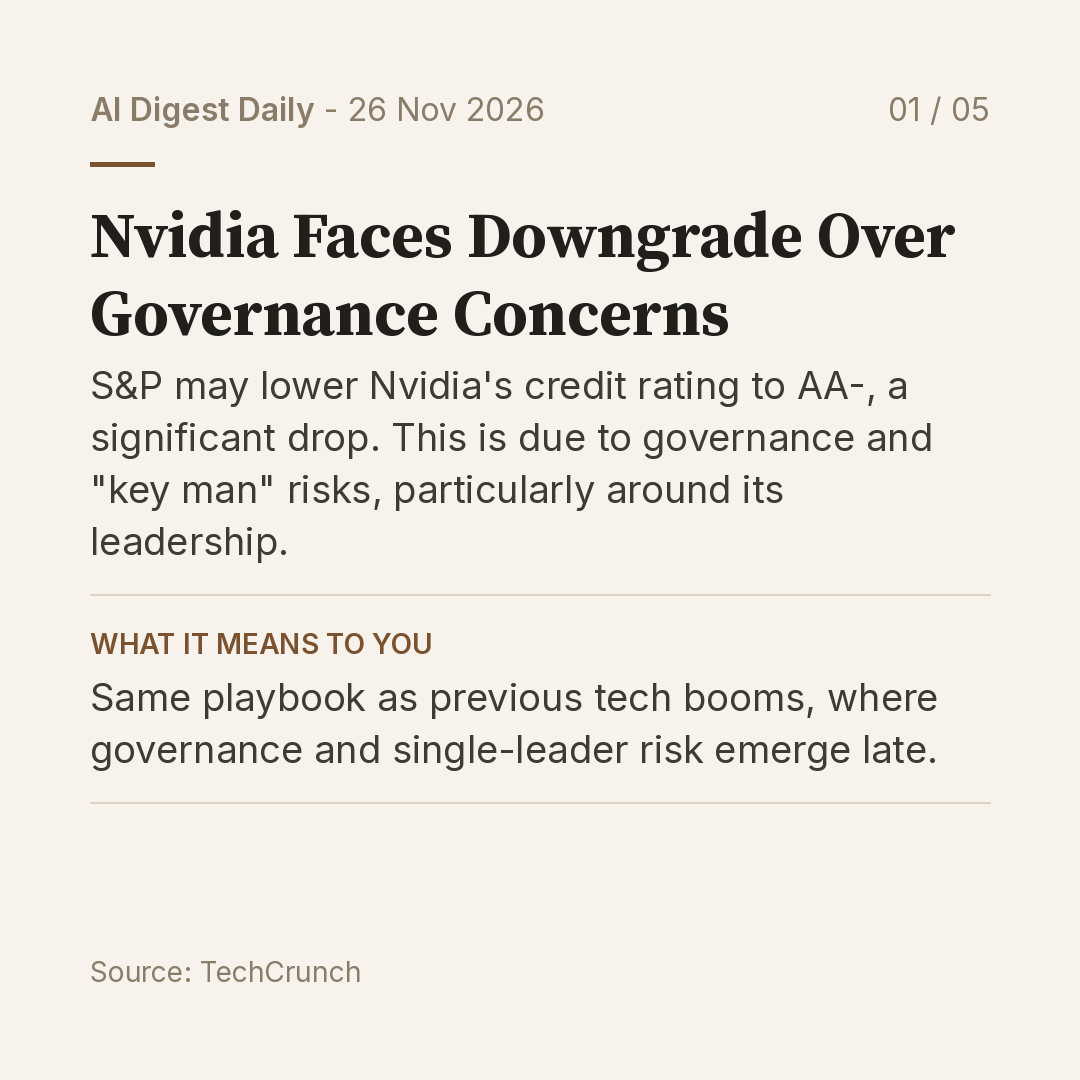 AI Digest Daily - 26 Nov 2026
01 / 05
Nvidia Faces Downgrade Over
Governance Concerns
S&P may lower Nvidia's credit rating to AA-, a
significant drop. This is due to governance and
"key man" risks, particularly around its
leadership.
WHAT IT MEANS TO YOU
Same playbook as previous tech booms, where
governance and single-leader risk emerge late.
Source: TechCrunch